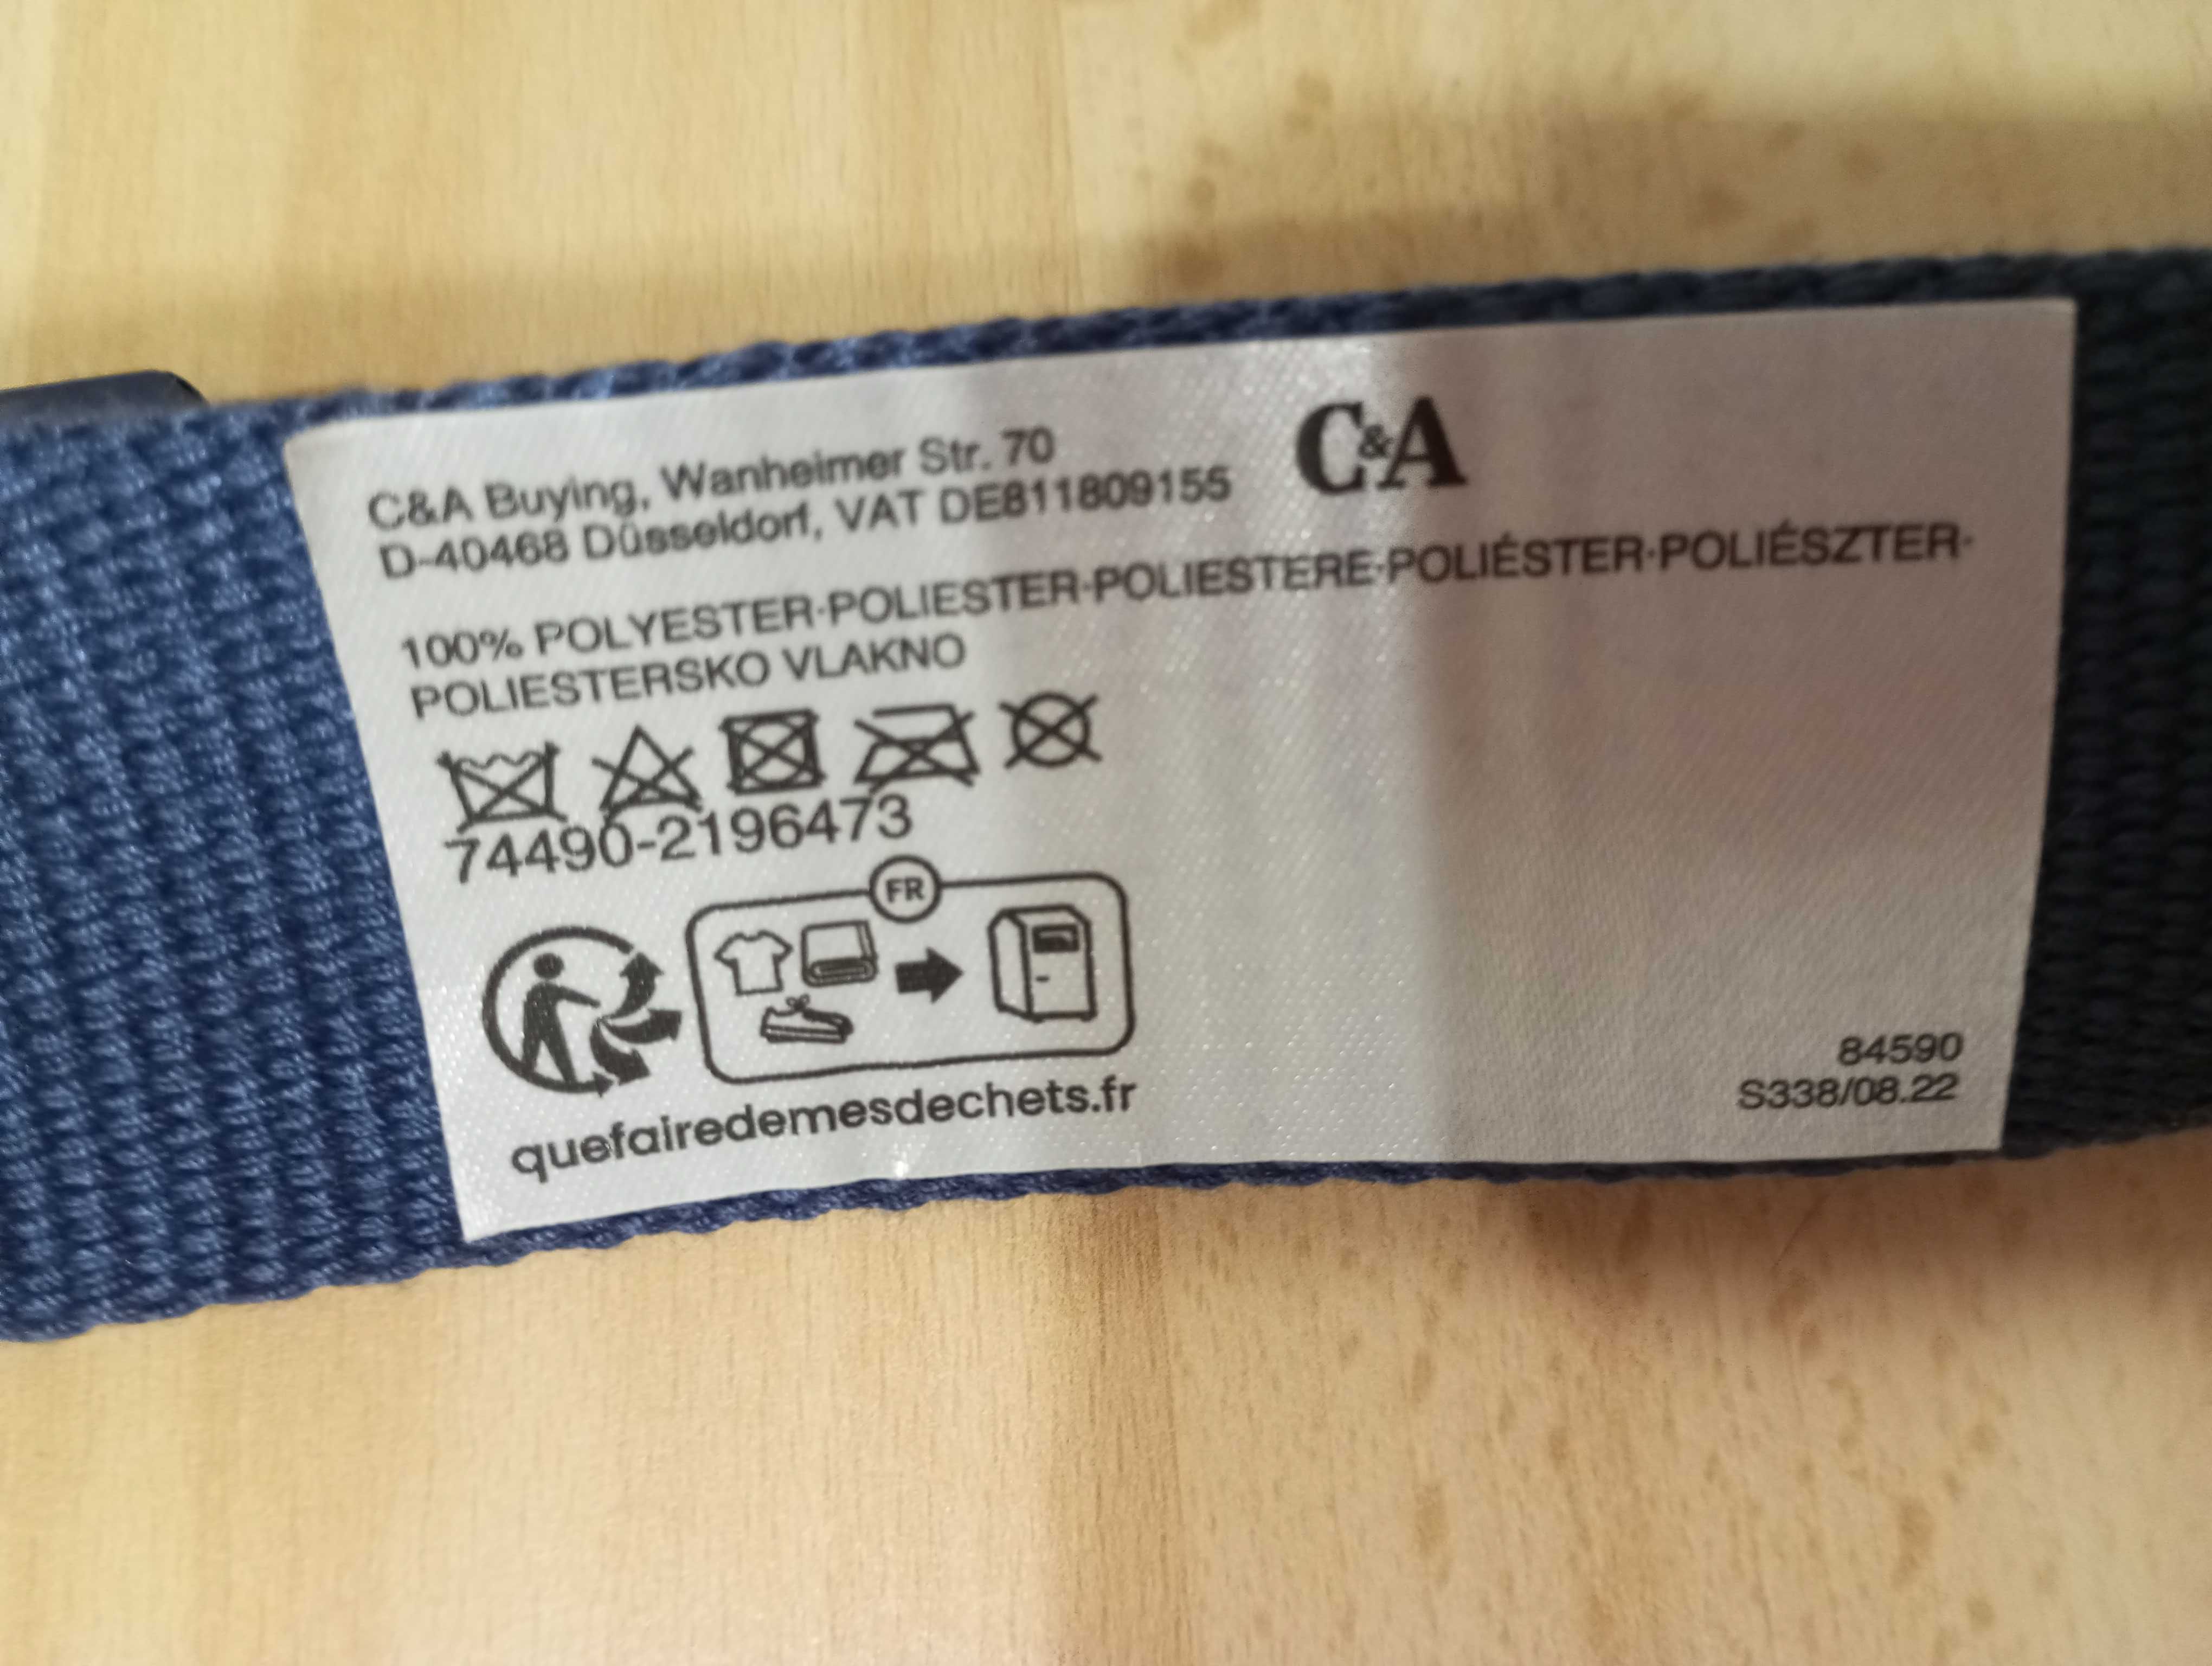 C&A Buying, Wanheimer Str. 70
D-40468 Düsseldorf, VAT DE811809155
C&A
100% POLYESTER·POLIESTER·POLIESTERE·POLIÉSTER·POLIÉSZTER·
POLIESTERSKO VLAKNO
74490-2196473
FR
quefairedemesdechets.fr
84590
S338/08.22